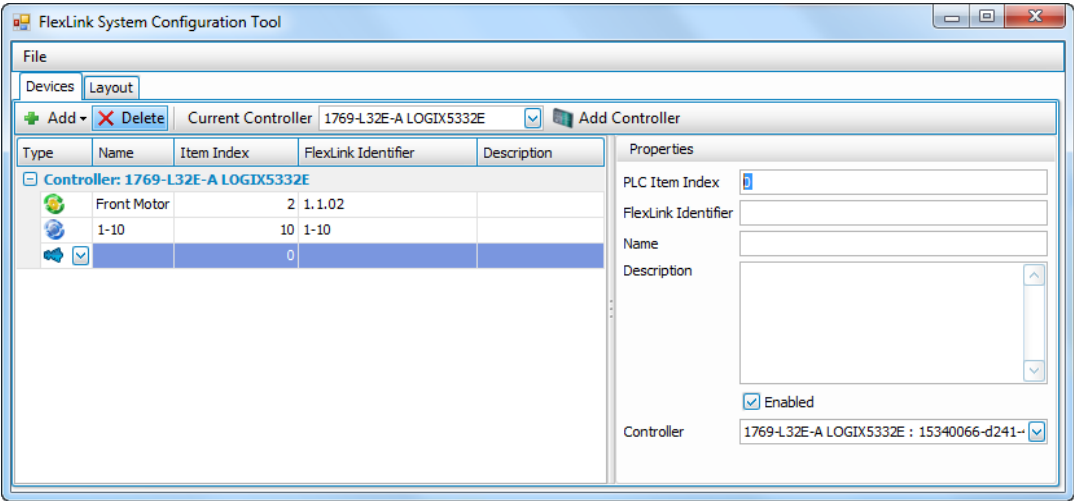 FlexLink System Configuration Tool
File
Devices Layout
Add Delete Current Controller 1769-L32E-A LOGIX5332E Add Controller
Type Name Item Index FlexLink Identifier Description
Controller: 1769-L32E-A LOGIX5332E
Front Motor 2 1.1.02
1-10 10 1-10
0
Properties
PLC Item Index 0
FlexLink Identifier
Name
Description
Enabled
Controller 1769-L32E-A LOGIX5332E : 15340066-d241-